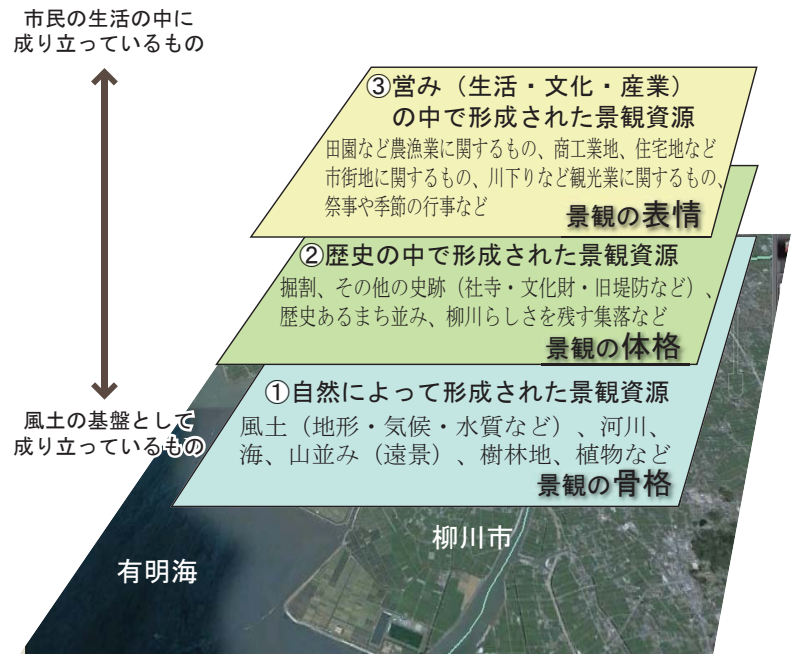 市民の生活の中に
成り立っているもの
③営み（生活・文化・産業）
の中で形成された景観資源
田園など農漁業に関するもの、商工業地、住宅地など
市街地に関するもの、川下りなど観光業に関するもの、
祭事や季節の行事など
景観の表情
②歴史の中で形成された景観資源
掘割、その他の史跡（社寺・文化財・旧堤防など）、
歴史あるまち並み、柳川らしさを残す集落など
景観の体格
①自然によって形成された景観資源
風土（地形・気候・水質など）、河川、
海、山並み（遠景）、樹林地、植物など
景観の骨格
風土の基盤として
成り立っているもの
柳川市
有明海